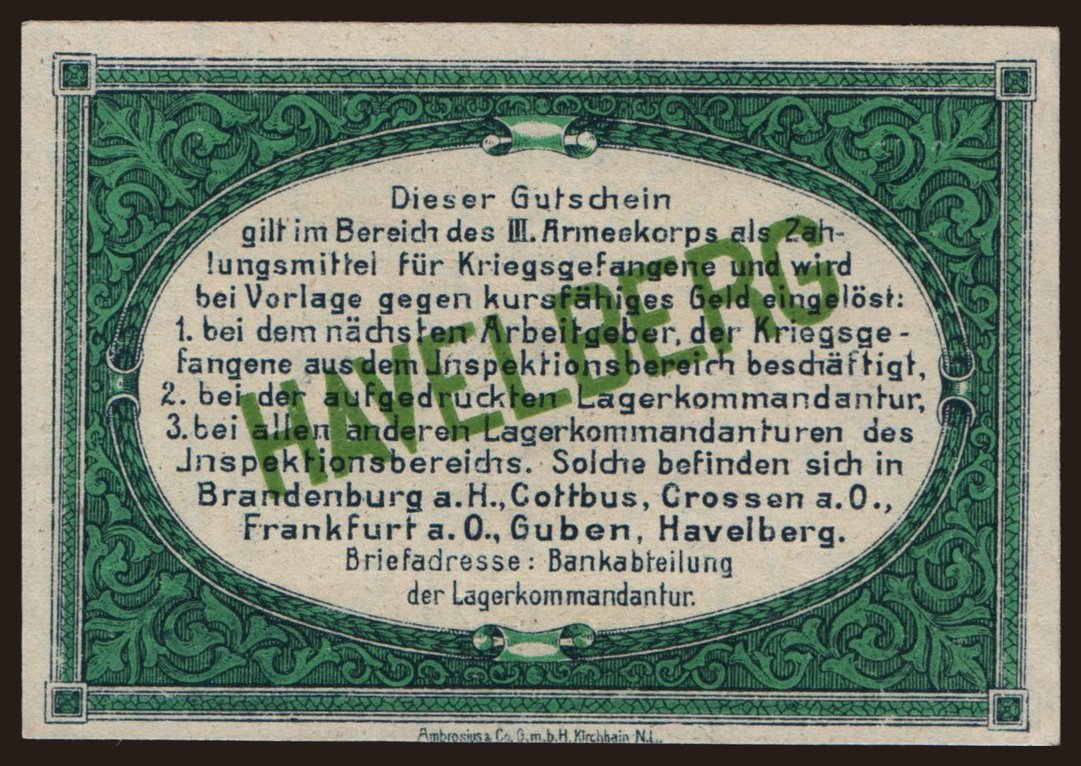 Dieser Gutschein
gilt im Bereich des III. Armeekorps als Zah-
lungsmittel für Kriegsgefangene und wird
bei Vorlage gegen kursfähiges Geld eingelöst:
1. bei dem nächsten Arbeitgeber, der Kriegsge-
fangene aus dem Inspektionsbereich beschäftigt,
2. bei der aufgedruckten Lagerkommandantur,
3. bei allen anderen Lagerkommandanturen des
Inspektionsbereichs. Solche befinden sich in
Brandenburg a.H., Cottbus, Crossen a.O.,
Frankfurt a.O., Guben, Havelberg.
Briefadresse: Bankabteilung
der Lagerkommandantur.
HAVELBERG
Ambrosius & Co. G.m.b.H. Kirchhain N.L.